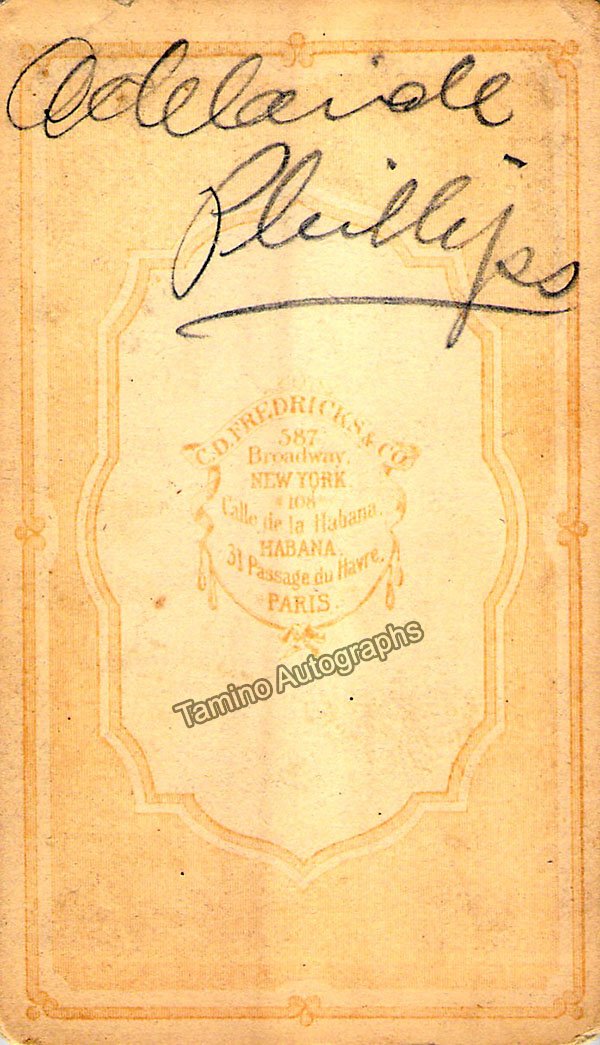 Adelaide
Phillips
C.D. FREDRICKS & CO
587
Broadway.
NEW YORK
108
Calle de la Habana.
HABANA.
31 Passage du Havre.
PARIS.
Tamino Autographs